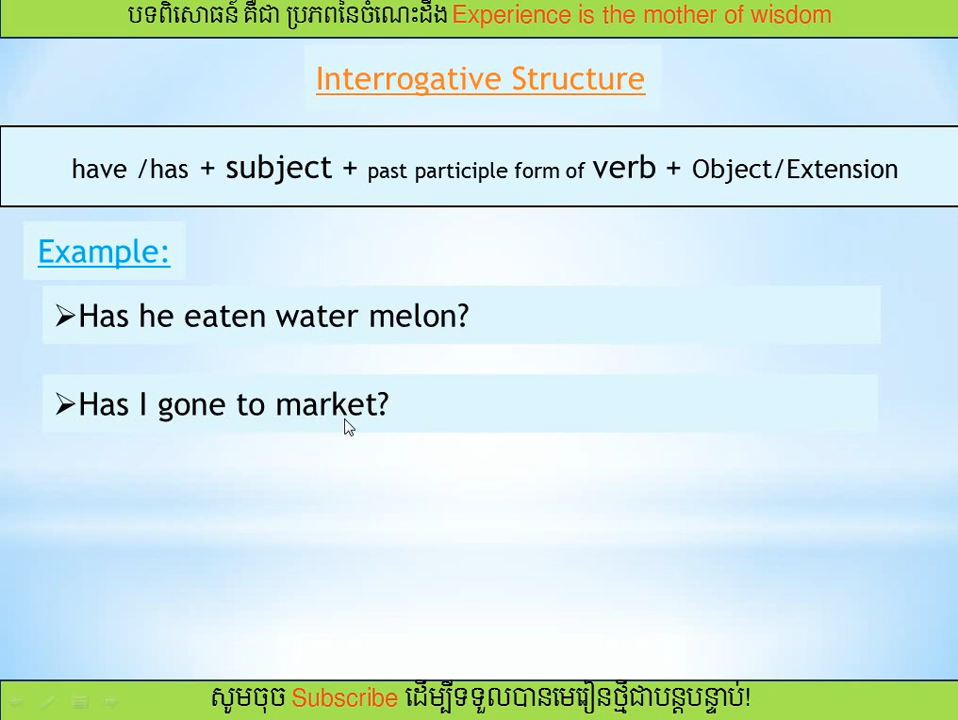 បទពិសោធន៍ គឺជា ប្រភពនៃចំណេះដឹង Experience is the mother of wisdom
Interrogative Structure
have /has + subject + past participle form of verb + Object/Extension
Example:
➢Has he eaten water melon?
➢Has I gone to market?
សូមចុច Subscribe ដើម្បីទទួលបានមេរៀនថ្មីជាបន្តបន្ទាប់!